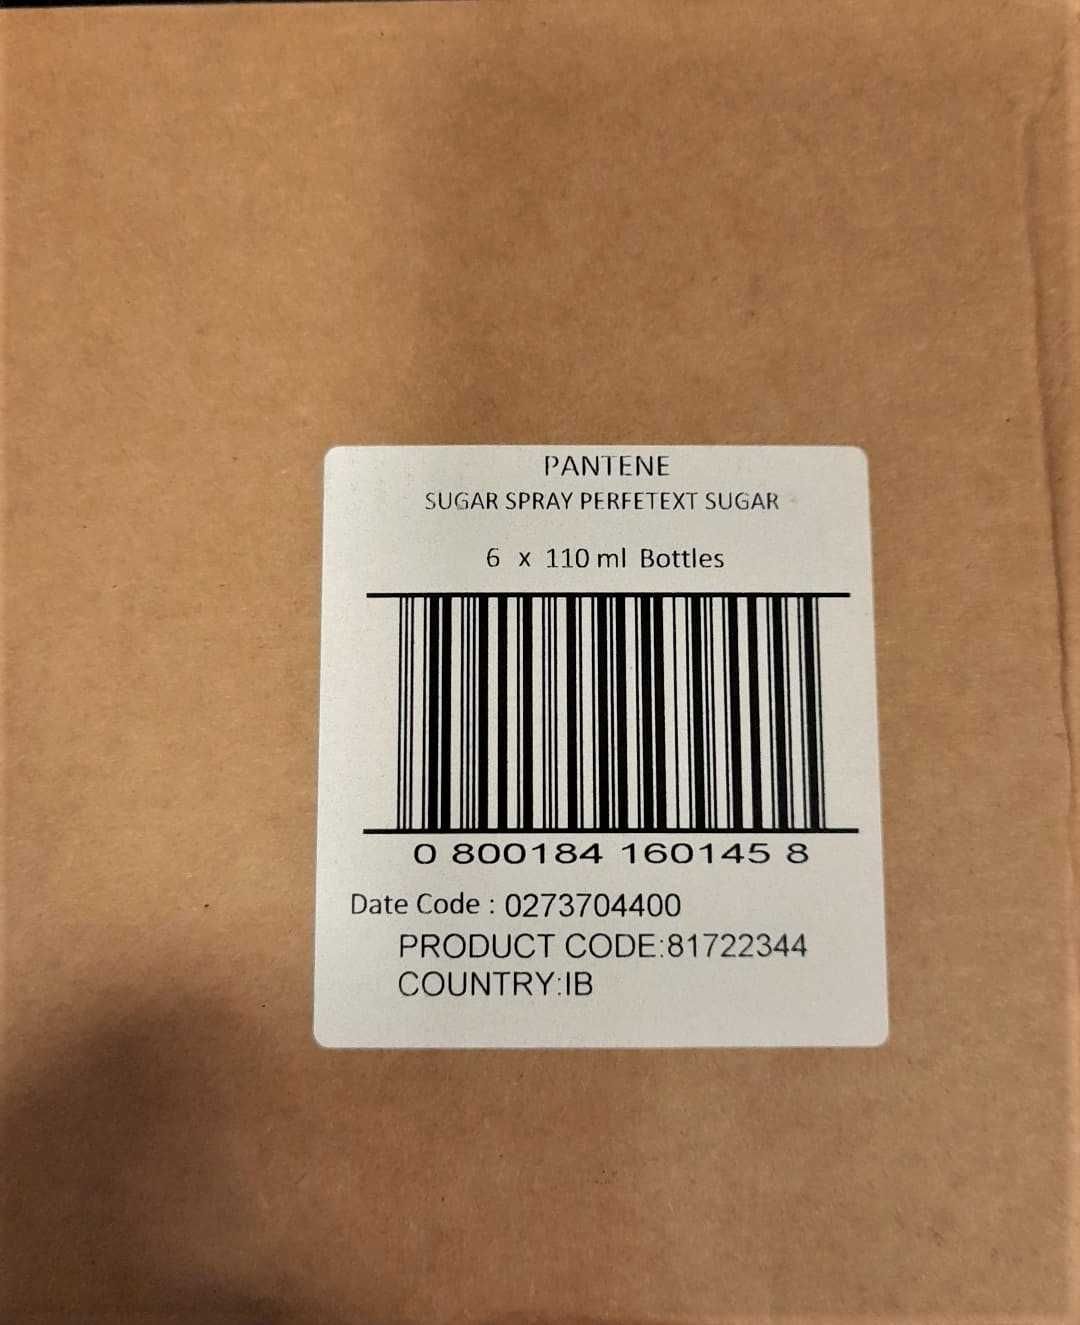 PANTENE
SUGAR SPRAY PERFETEXT SUGAR
6 x 110 ml Bottles
0 800184 160145 8
Date Code : 0273704400
PRODUCT CODE:81722344
COUNTRY:IB